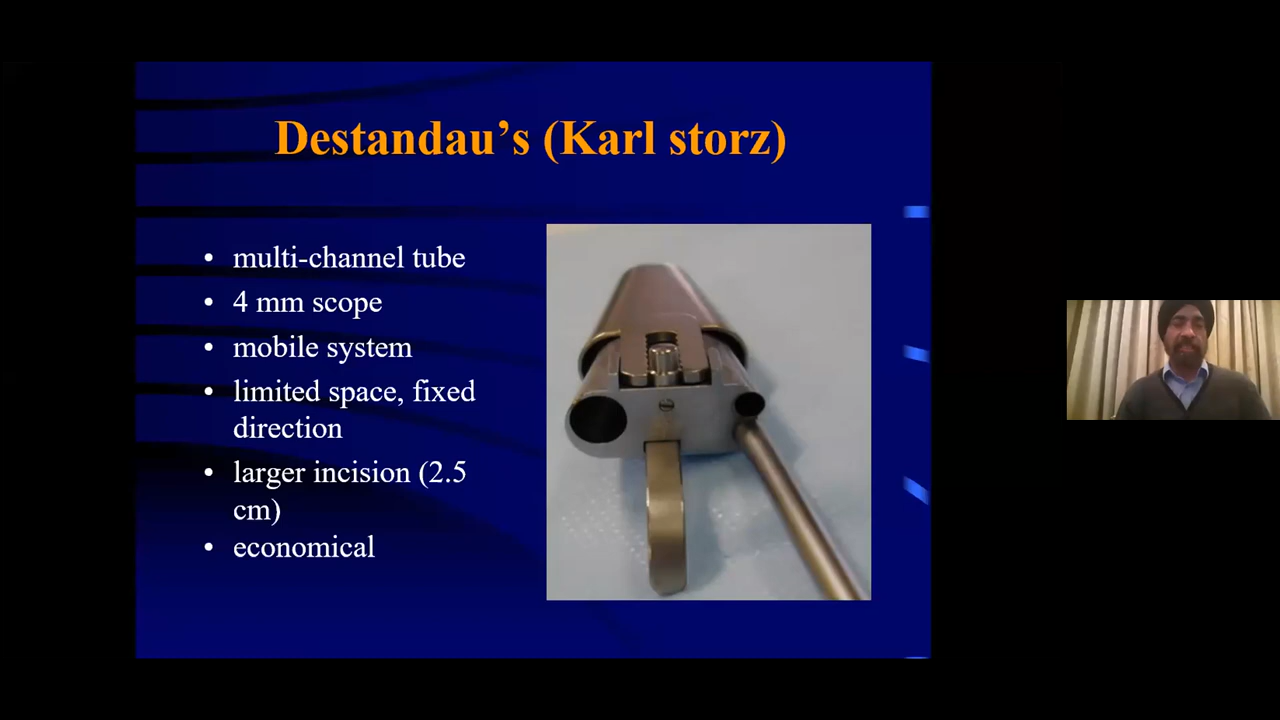 Destandau's (Karl storz)
• multi-channel tube
• 4 mm scope
• mobile system
• limited space, fixed
direction
• larger incision (2.5
cm)
• economical